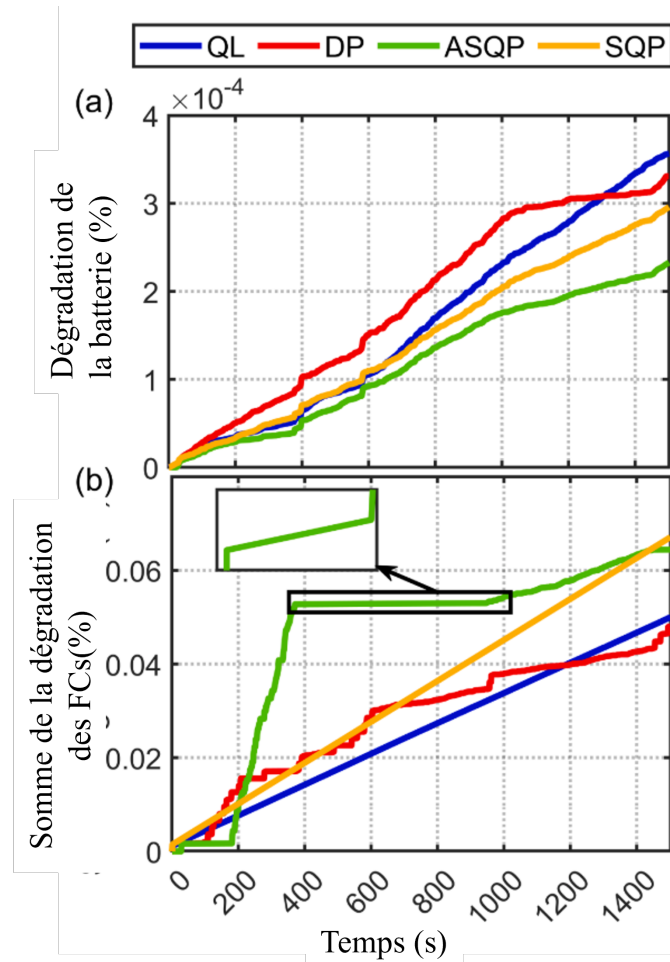 QL DP ASQP SQP
(a)
×10⁻⁴
4
3
2
1
0
Dégradation de
la batterie (%)
(b)
0.06
0.04
0.02
0
Somme de la dégradation
des FCs(%)
0 200 400 600 800 1000 1200 1400
Temps (s)